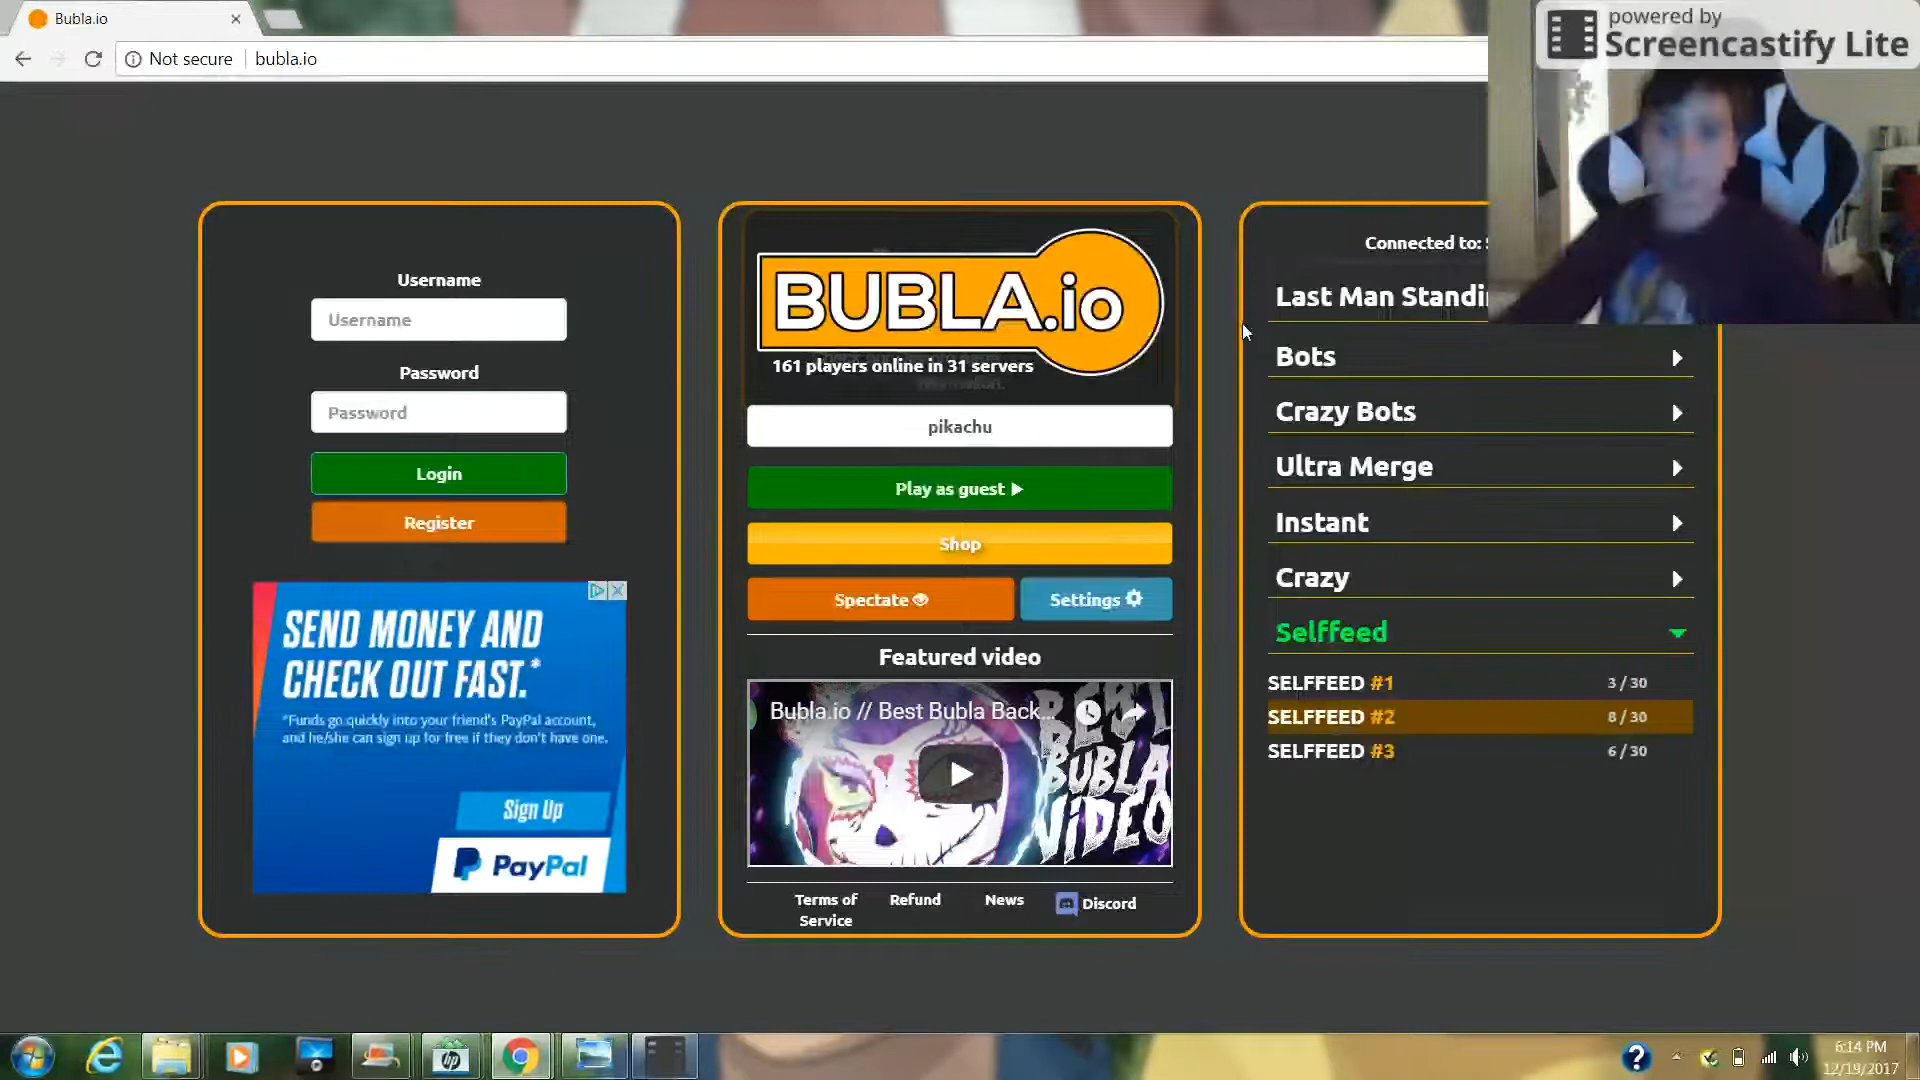 Bubla.io
powered by
Screencastify Lite
Not secure
bubla.io
Username
Username
Password
Password
Login
Register
SEND MONEY AND
CHECK OUT FAST.*
*Funds go quickly into your friend's PayPal account,
and he/she can sign up for free if they don't have one.
Sign Up
PayPal
BUBLA.io
161 players online in 31 servers
pikachu
Play as guest
Shop
Spectate
Settings
Featured video
Bubla.io // Best Bubla Back...
BEST
BUBLA
ViDEO
Terms of
Service
Refund
News
Discord
Connected to:
Last Man Standi
Bots
Crazy Bots
Ultra Merge
Instant
Crazy
Selffeed
SELFFEED #1 3 / 30
SELFFEED #2 8 / 30
SELFFEED #3 6 / 30
hp
6:14 PM
12/19/2017